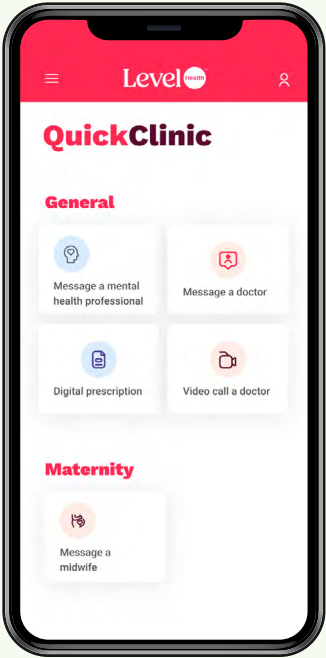 Level Health
QuickClinic
General
Message a mental
health professional
Message a doctor
Digital prescription
Video call a doctor
Maternity
Message a
midwife